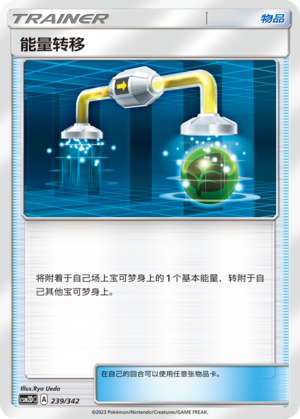 TRAINER 物品
能量转移
将附着于自己场上宝可梦身上的1个基本能量，转附于自
己其他宝可梦身上。
在自己的回合可以使用任意张物品卡。
Illus.Ryo Ueda
CSM2DC A 239/342
©2023 Pokémon/Nintendo/Creatures/GAME FREAK.